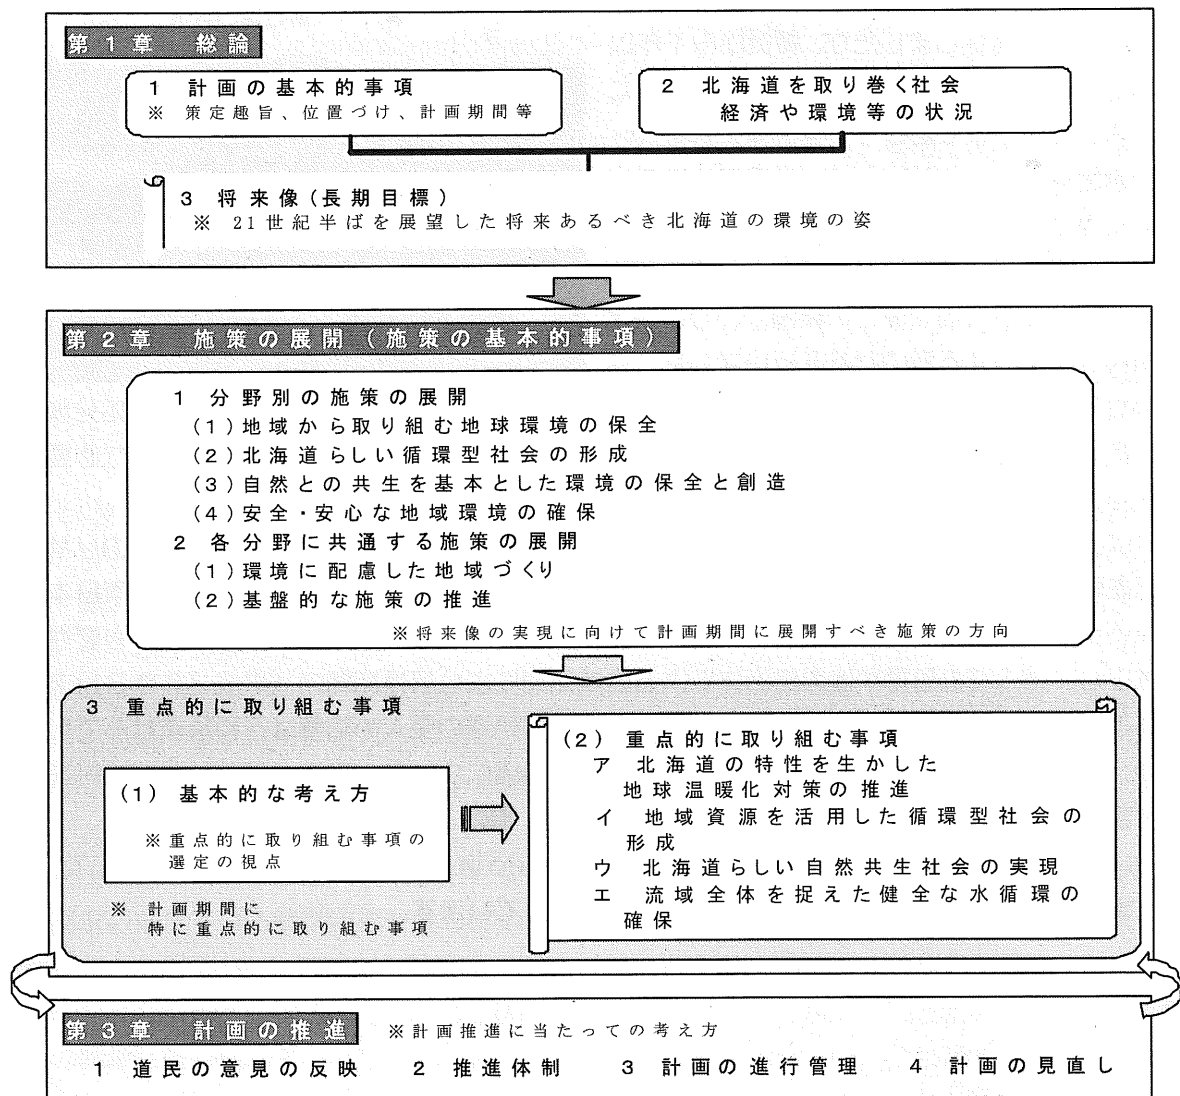 第1章　総論
1　計画の基本的事項
※　策定趣旨、位置づけ、計画期間等
2　北海道を取り巻く社会
経済や環境等の状況
3　将来像(長期目標)
※　21世紀半ばを展望した将来あるべき北海道の環境の姿
第2章　施策の展開（施策の基本的事項）
1　分野別の施策の展開
(1)地域から取り組む地球環境の保全
(2)北海道らしい循環型社会の形成
(3)自然との共生を基本とした環境の保全と創造
(4)安全・安心な地域環境の確保
2　各分野に共通する施策の展開
(1)環境に配慮した地域づくり
(2)基盤的な施策の推進
※将来像の実現に向けて計画期間に展開すべき施策の方向
3　重点的に取り組む事項
(1)　基本的な考え方
※重点的に取り組む事項の
選定の視点
※　計画期間に
特に重点的に取り組む事項
(2)　重点的に取り組む事項
ア　北海道の特性を生かした
地球温暖化対策の推進
イ　地域資源を活用した循環型社会の
形成
ウ　北海道らしい自然共生社会の実現
エ　流域全体を捉えた健全な水循環の
確保
第3章　計画の推進　※計画推進に当たっての考え方
1　道民の意見の反映　2　推進体制　3　計画の進行管理　4　計画の見直し